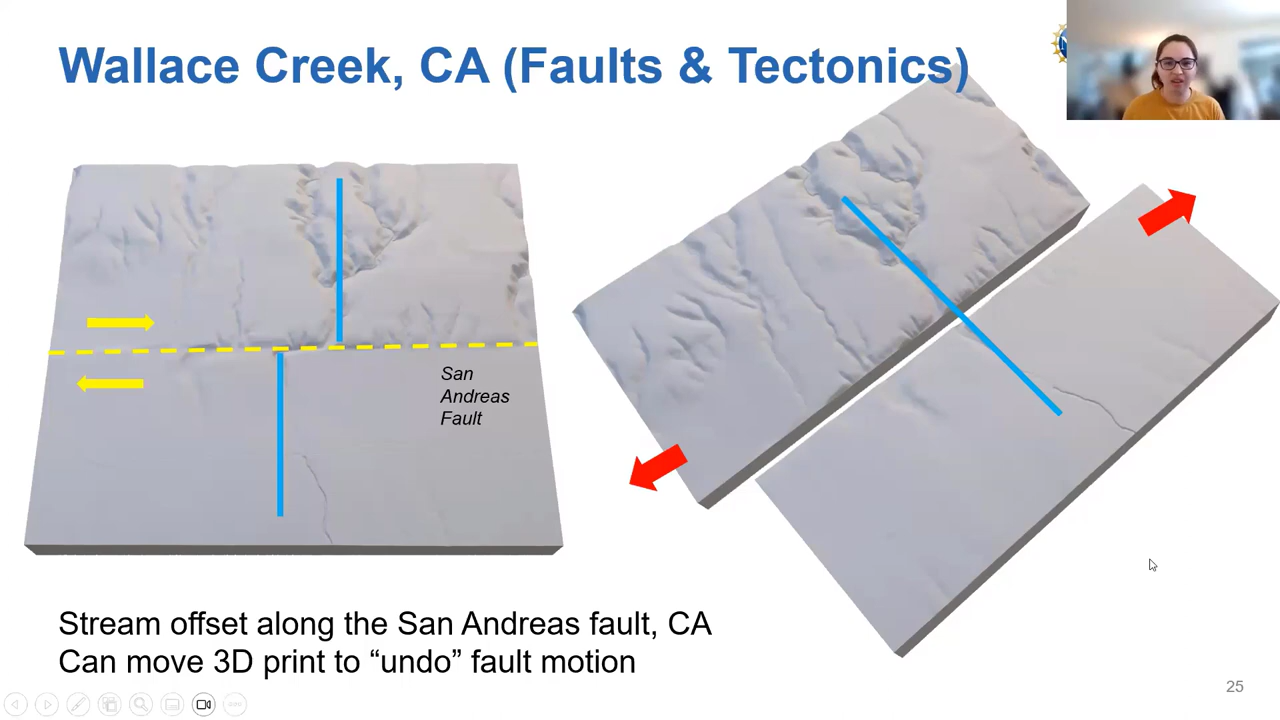 Wallace Creek, CA (Faults & Tectonics)
San
Andreas
Fault
Stream offset along the San Andreas fault, CA
Can move 3D print to “undo” fault motion
25